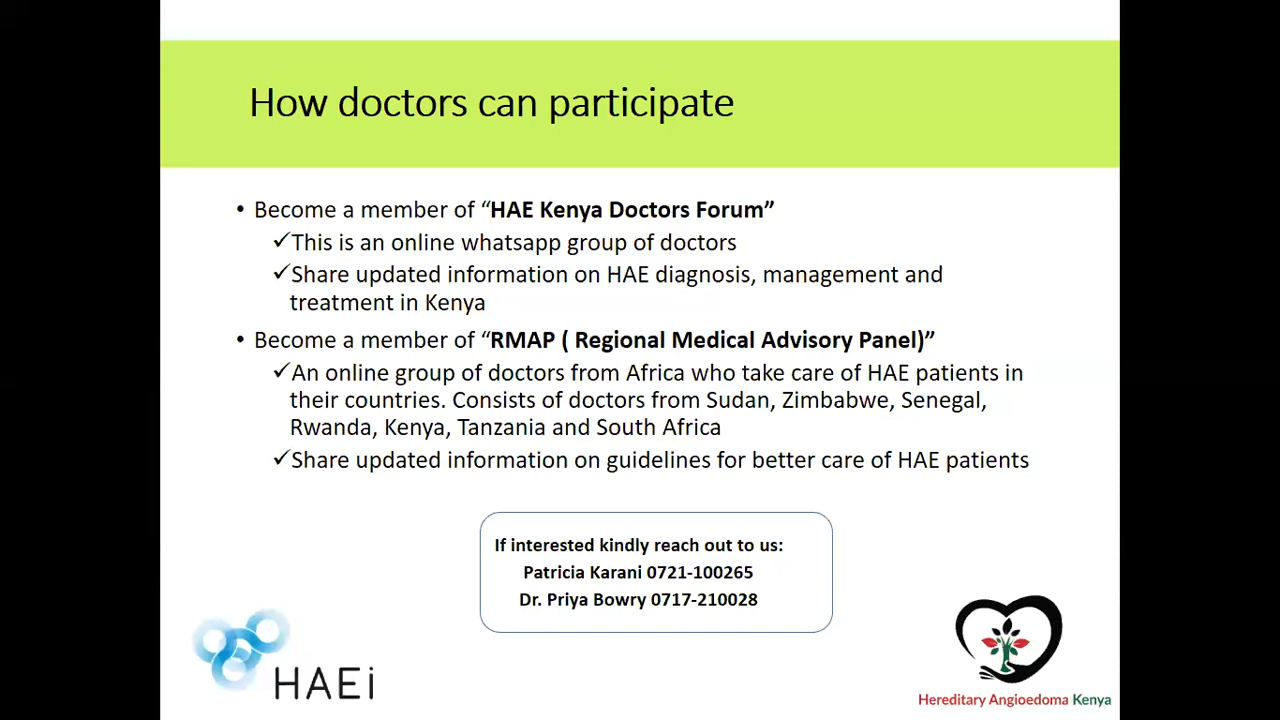 How doctors can participate
• Become a member of “HAE Kenya Doctors Forum”
✓This is an online whatsapp group of doctors
✓Share updated information on HAE diagnosis, management and
treatment in Kenya
• Become a member of “RMAP ( Regional Medical Advisory Panel)”
✓An online group of doctors from Africa who take care of HAE patients in
their countries. Consists of doctors from Sudan, Zimbabwe, Senegal,
Rwanda, Kenya, Tanzania and South Africa
✓Share updated information on guidelines for better care of HAE patients
If interested kindly reach out to us:
Patricia Karani 0721-100265
Dr. Priya Bowry 0717-210028
HAEi
Hereditary Angioedoma Kenya